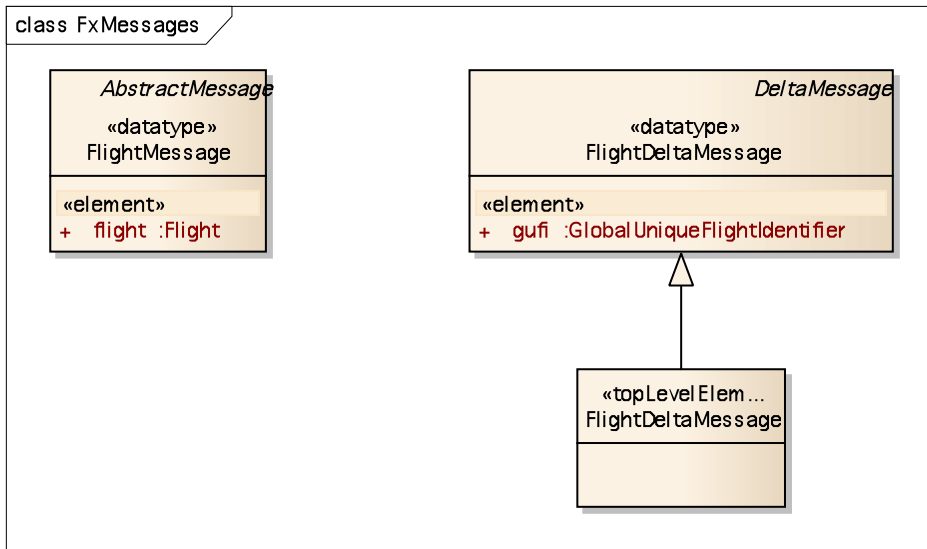 class FxMessages
AbstractMessage
«datatype»
FlightMessage
«element»
+ flight :Flight
DeltaMessage
«datatype»
FlightDeltaMessage
«element»
+ gufi :GlobalUniqueFlightIdentifier
«topLevelElem...
FlightDeltaMessage